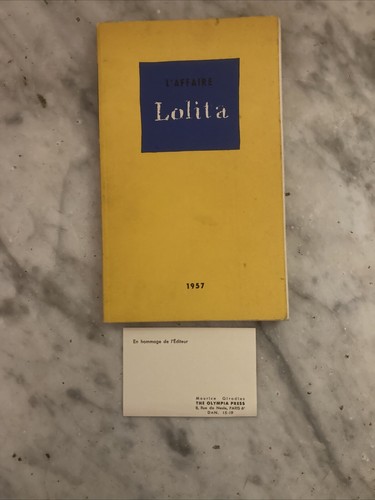 L'AFFAIRE
Lolita
1957
En hommage de l'Éditeur
Maurice Girodias
THE OLYMPIA PRESS
8, Rue de Nesle, PARIS 6ᵉ